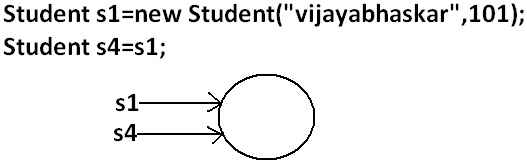 Student s1=new Student("vijayabhaskar",101);
Student s4=s1;
s1
s4